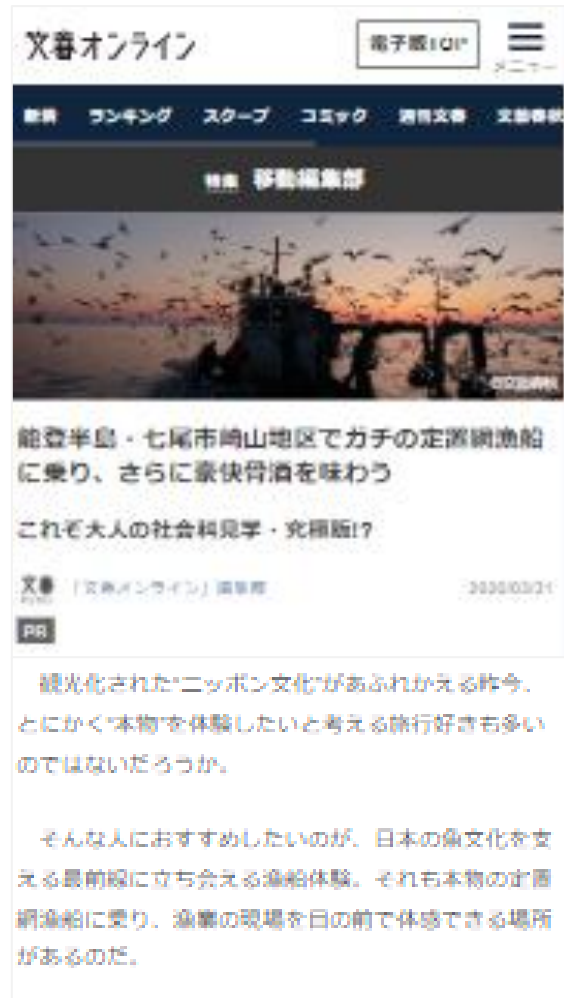 文春オンライン
電子版TOP
メニュー
新着 ランキング スクープ コミック 週刊文春 文藝春秋
特集 移動編集部
能登半島・七尾市崎山地区でガチの定置網漁船
に乗り、さらに豪快骨酒を味わう
これぞ大人の社会科見学・究極版!?
文春 「文春オンライン」編集部 2020/03/21
PR
観光化された“ニッポン文化”があふれかえる昨今。
とにかく“本物”を体験したいと考える旅行好きも多い
のではないだろうか。
そんな人におすすめしたいのが、日本の魚文化を支
える最前線に立ち会える漁船体験。それも本物の定置
網漁船に乗り、漁業の現場を目の前で体感できる場所
があるのだ。